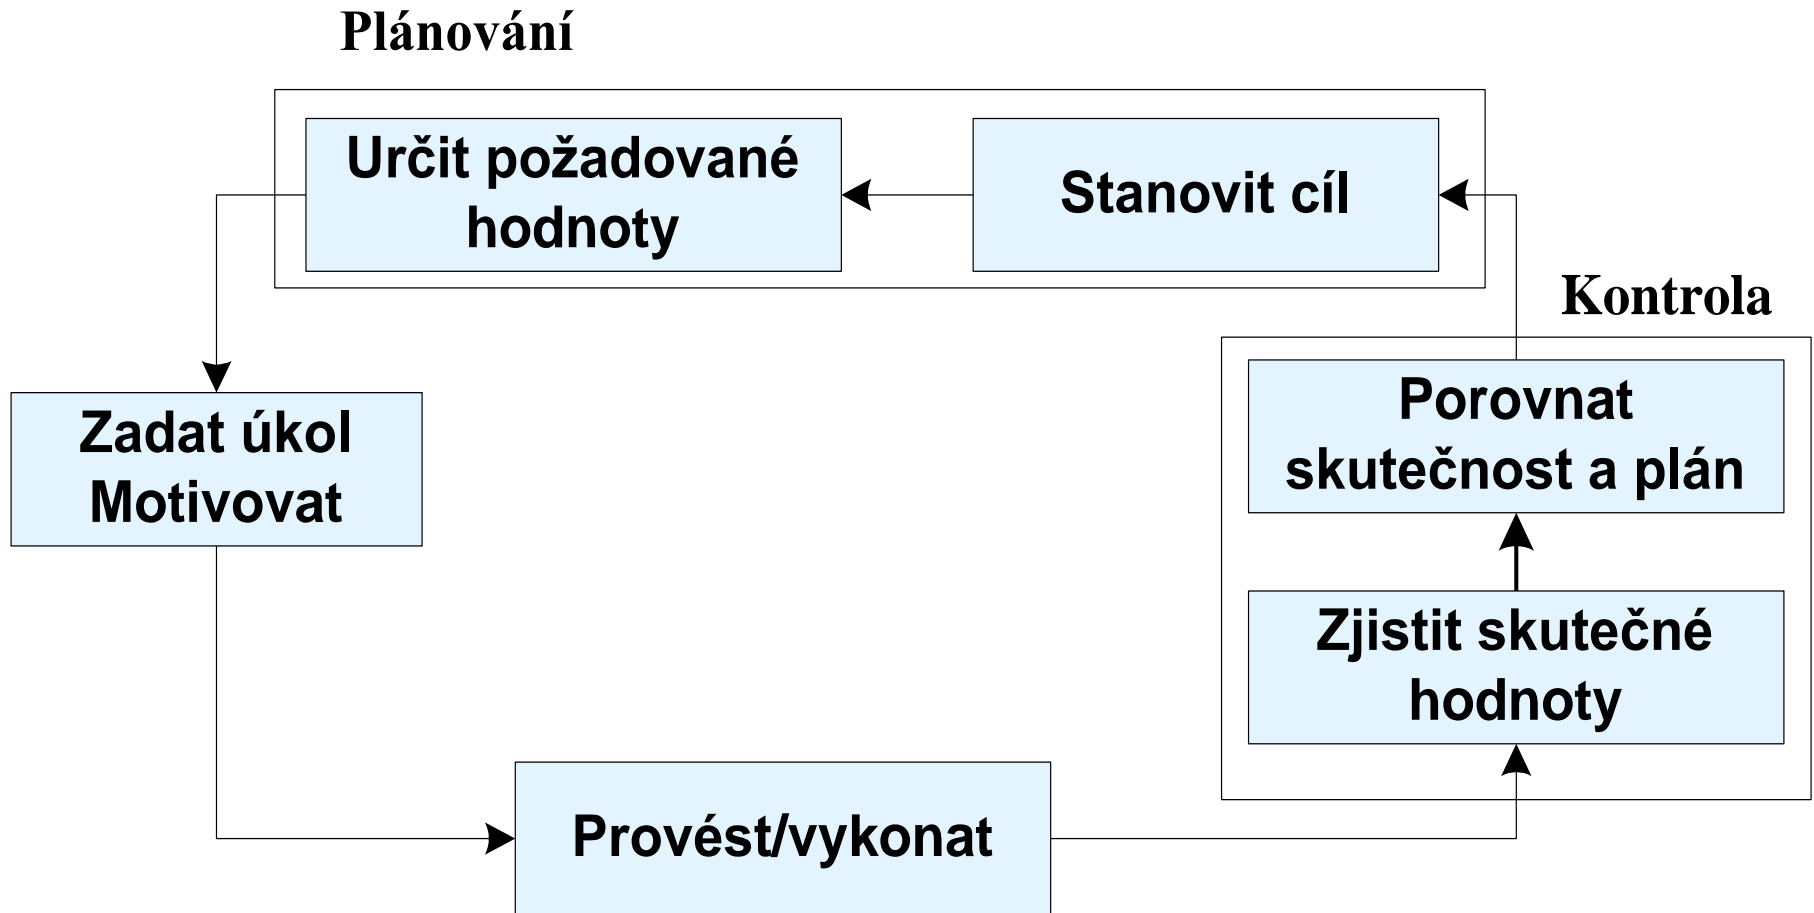 Plánování
Určit požadované
hodnoty
Stanovit cíl
Kontrola
Zadat úkol
Motivovat
Porovnat
skutečnost a plán
Zjistit skutečné
hodnoty
Provést/vykonat